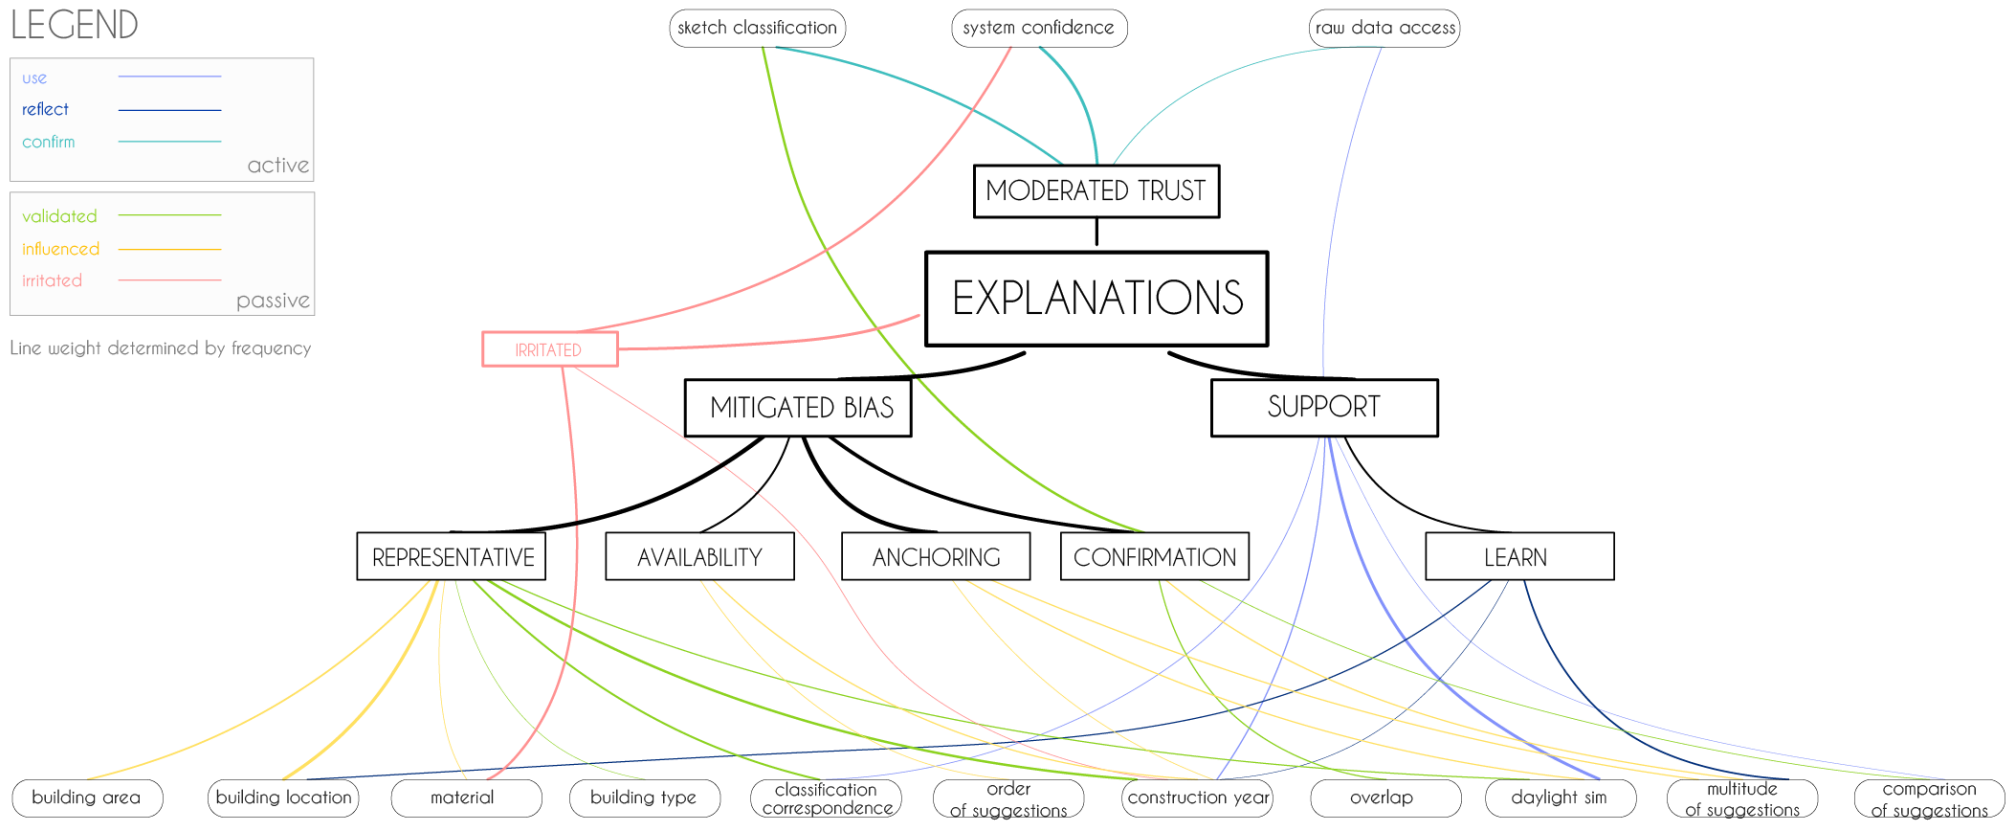 LEGEND
use
reflect
confirm
active
validated
influenced
irritated
passive
Line weight determined by frequency
sketch classification
system confidence
raw data access
MODERATED TRUST
EXPLANATIONS
IRRITATED
MITIGATED BIAS
SUPPORT
REPRESENTATIVE
AVAILABILITY
ANCHORING
CONFIRMATION
LEARN
building area
building location
material
building type
classification
correspondence
order
of suggestions
construction year
overlap
daylight sim
multitude
of suggestions
comparison
of suggestions